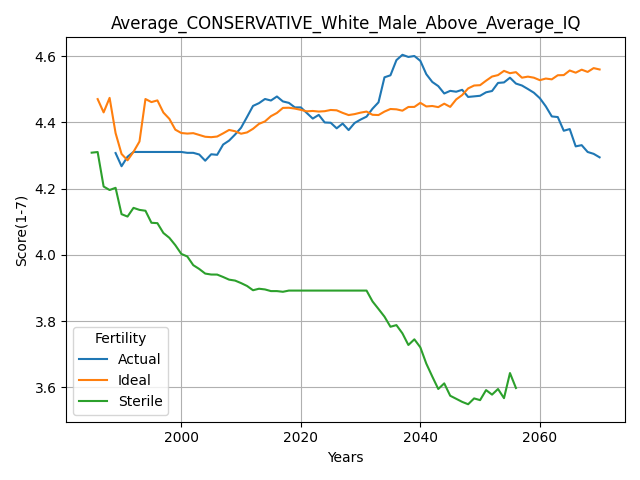 Average_CONSERVATIVE_White_Male_Above_Average_IQ
Score(1-7)
4.6
4.4
4.2
4.0
3.8
3.6
Fertility
Actual
Ideal
Sterile
2000 2020 2040 2060
Years